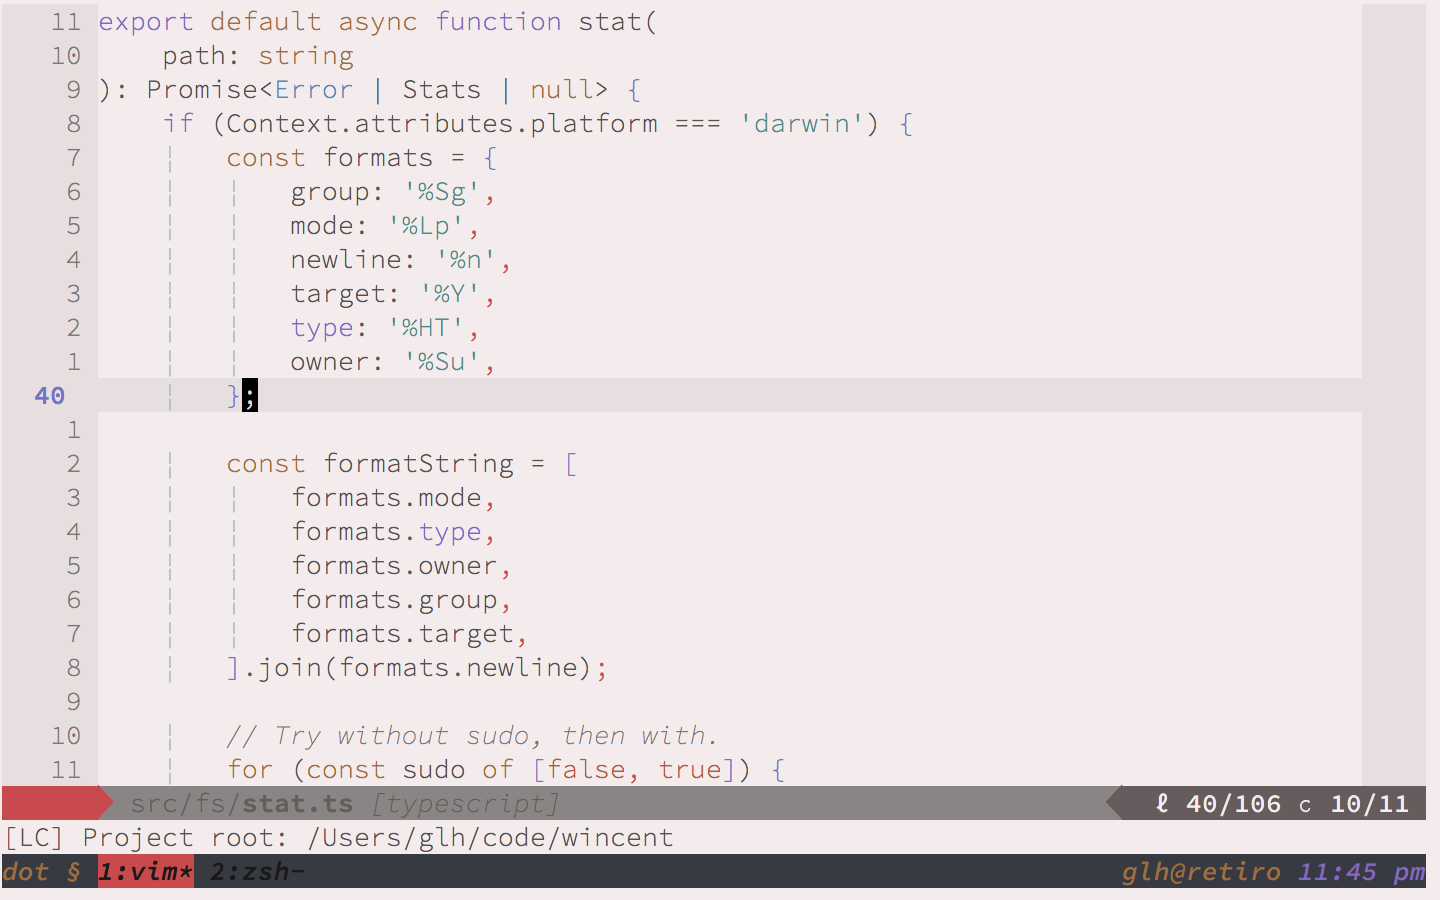 11 export default async function stat(
10     path: string
9 ): Promise<Error | Stats | null> {
8     if (Context.attributes.platform === 'darwin') {
7         const formats = {
6             group: '%Sg',
5             mode: '%Lp',
4             newline: '%n',
3             target: '%Y',
2             type: '%HT',
1             owner: '%Su',
40         };
1
2         const formatString = [
3             formats.mode,
4             formats.type,
5             formats.owner,
6             formats.group,
7             formats.target,
8         ].join(formats.newline);
9
10         // Try without sudo, then with.
11         for (const sudo of [false, true]) {
src/fs/stat.ts [typescript] ℓ 40/106 c 10/11
[LC] Project root: /Users/glh/code/wincent
dot § 1:vim* 2:zsh- glh@retiro 11:45 pm